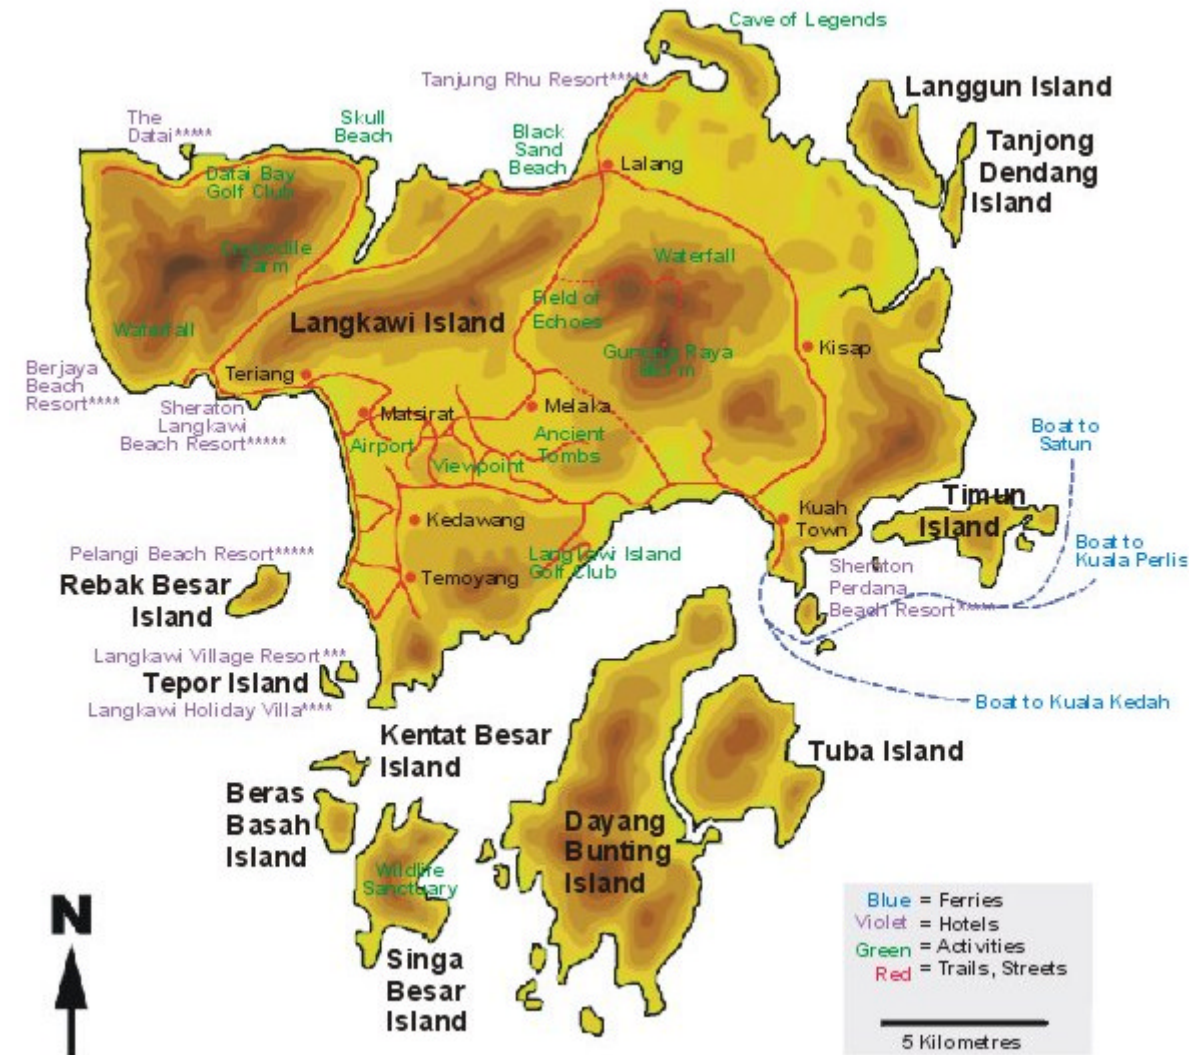 Cave of Legends
Tanjung Rhu Resort*****
Langgun Island
The
Datai*****
Skull
Beach
Black
Sand
Beach
Tanjong
Dendang
Island
Lalang
Datai Bay
Golf Club
Crocodile
Farm
Waterfall
Field of
Echoes
Langkawi Island
Waterfall
Gunung Raya
Kisap
Berjaya
Beach
Resort****
Teriang
Sheraton
Langkawi
Beach Resort*****
Matsirat
Melaka
Airport
Viewpoint
Ancient
Tombs
Boat to
Satun
Timun
Island
Kedawang
Kuah
Town
Pelangi Beach Resort*****
Langkawi Island
Golf Club
Boat to
Kuala Perlis
Rebak Besar
Island
Temoyang
Sheraton
Perdana
Beach Resort*****
Langkawi Village Resort***
Tepor Island
Langkawi Holiday Villa****
Boat to Kuala Kedah
Kentat Besar
Island
Tuba Island
Beras
Basah
Island
Dayang
Bunting
Island
Wildlife
Sanctuary
Singa
Besar
Island
N
Blue = Ferries
Violet = Hotels
Green = Activities
Red = Trails, Streets
5 Kilometres